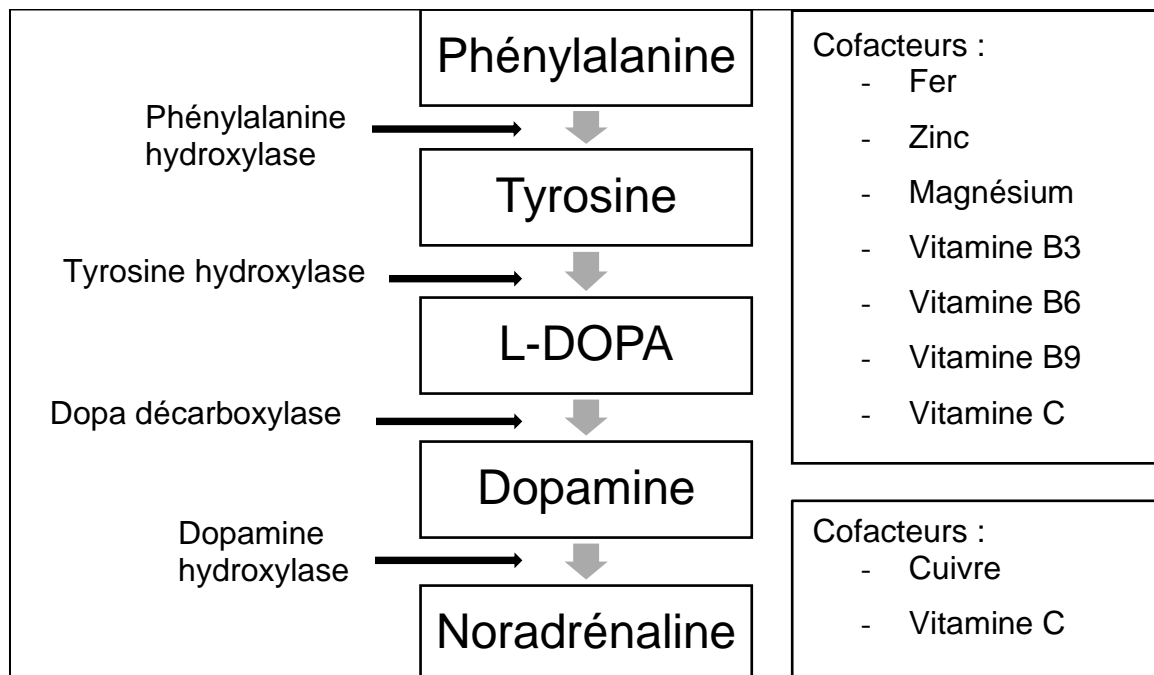 Phénylalanine
Phénylalanine
hydroxylase
Tyrosine
Tyrosine hydroxylase
L-DOPA
Dopa décarboxylase
Dopamine
Dopamine
hydroxylase
Noradrénaline
Cofacteurs :
- Fer
- Zinc
- Magnésium
- Vitamine B3
- Vitamine B6
- Vitamine B9
- Vitamine C
Cofacteurs :
- Cuivre
- Vitamine C